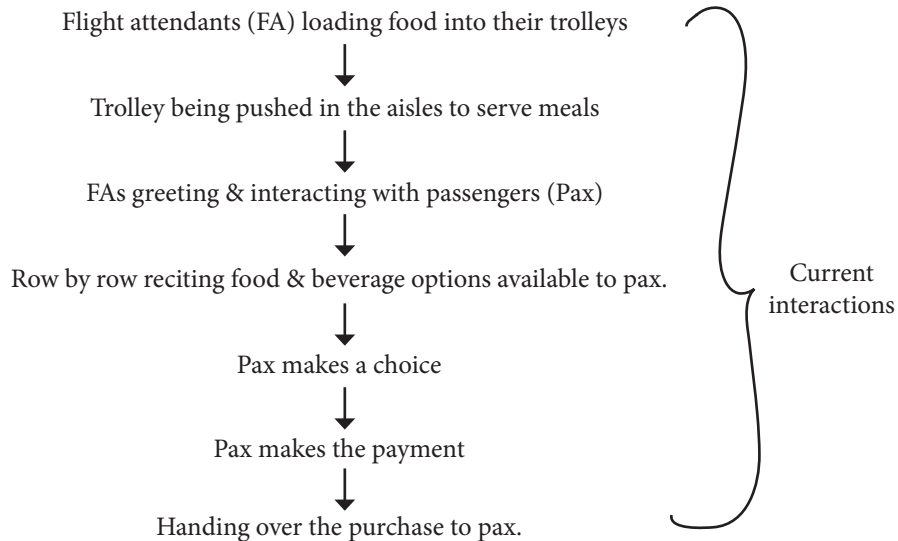 Flight attendants (FA) loading food into their trolleys
Trolley being pushed in the aisles to serve meals
FAs greeting & interacting with passengers (Pax)
Row by row reciting food & beverage options available to pax.
Pax makes a choice
Pax makes the payment
Handing over the purchase to pax.
Current
interactions